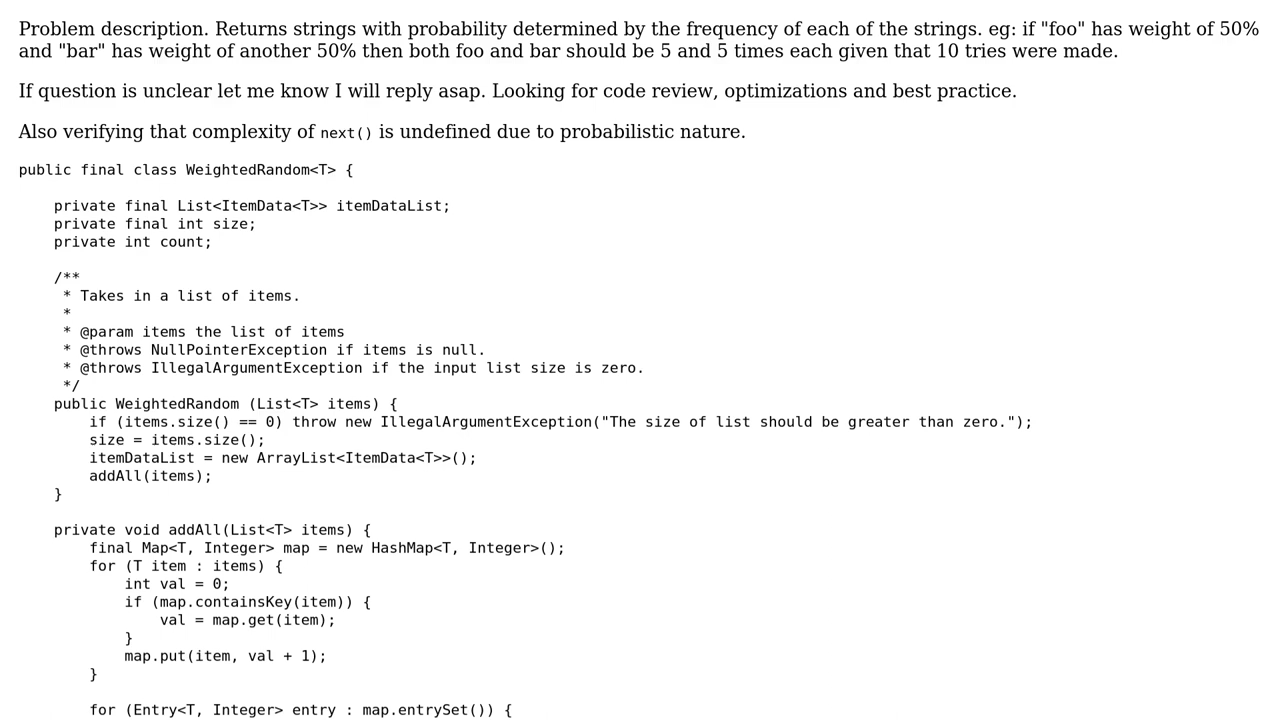 Problem description. Returns strings with probability determined by the frequency of each of the strings. eg: if "foo" has weight of 50%
and "bar" has weight of another 50% then both foo and bar should be 5 and 5 times each given that 10 tries were made.
If question is unclear let me know I will reply asap. Looking for code review, optimizations and best practice.
Also verifying that complexity of next() is undefined due to probabilistic nature.
public final class WeightedRandom<T> {
    private final List<ItemData<T>> itemDataList;
    private final int size;
    private int count;
    /**
     * Takes in a list of items.
     *
     * @param items the list of items
     * @throws NullPointerException if items is null.
     * @throws IllegalArgumentException if the input list size is zero.
     */
    public WeightedRandom (List<T> items) {
        if (items.size() == 0) throw new IllegalArgumentException("The size of list should be greater than zero.");
        size = items.size();
        itemDataList = new ArrayList<ItemData<T>>();
        addAll(items);
    }
    private void addAll(List<T> items) {
        final Map<T, Integer> map = new HashMap<T, Integer>();
        for (T item : items) {
            int val = 0;
            if (map.containsKey(item)) {
                val = map.get(item);
            }
            map.put(item, val + 1);
        }
        for (Entry<T, Integer> entry : map.entrySet()) {